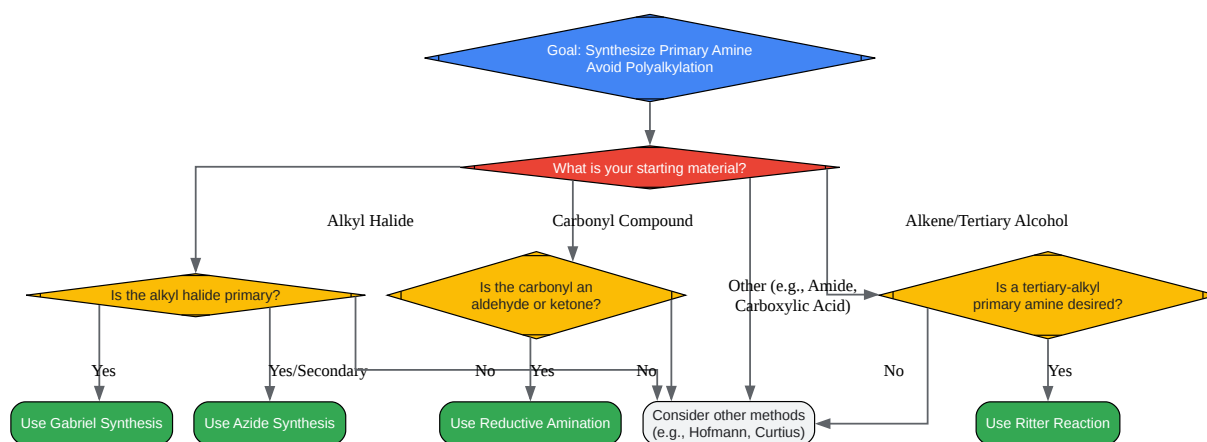 Goal: Synthesize Primary Amine
Avoid Polyalkylation
What is your starting material?
Alkyl Halide
Carbonyl Compound
Alkene/Tertiary Alcohol
Is the alkyl halide primary?
Is the carbonyl an
aldehyde or ketone?
Other (e.g., Amide,
Carboxylic Acid)
Is a tertiary-alkyl
primary amine desired?
Yes
Yes/Secondary
No
Yes
No
No
Yes
Use Gabriel Synthesis
Use Azide Synthesis
Use Reductive Amination
Consider other methods
(e.g., Hofmann, Curtius)
Use Ritter Reaction